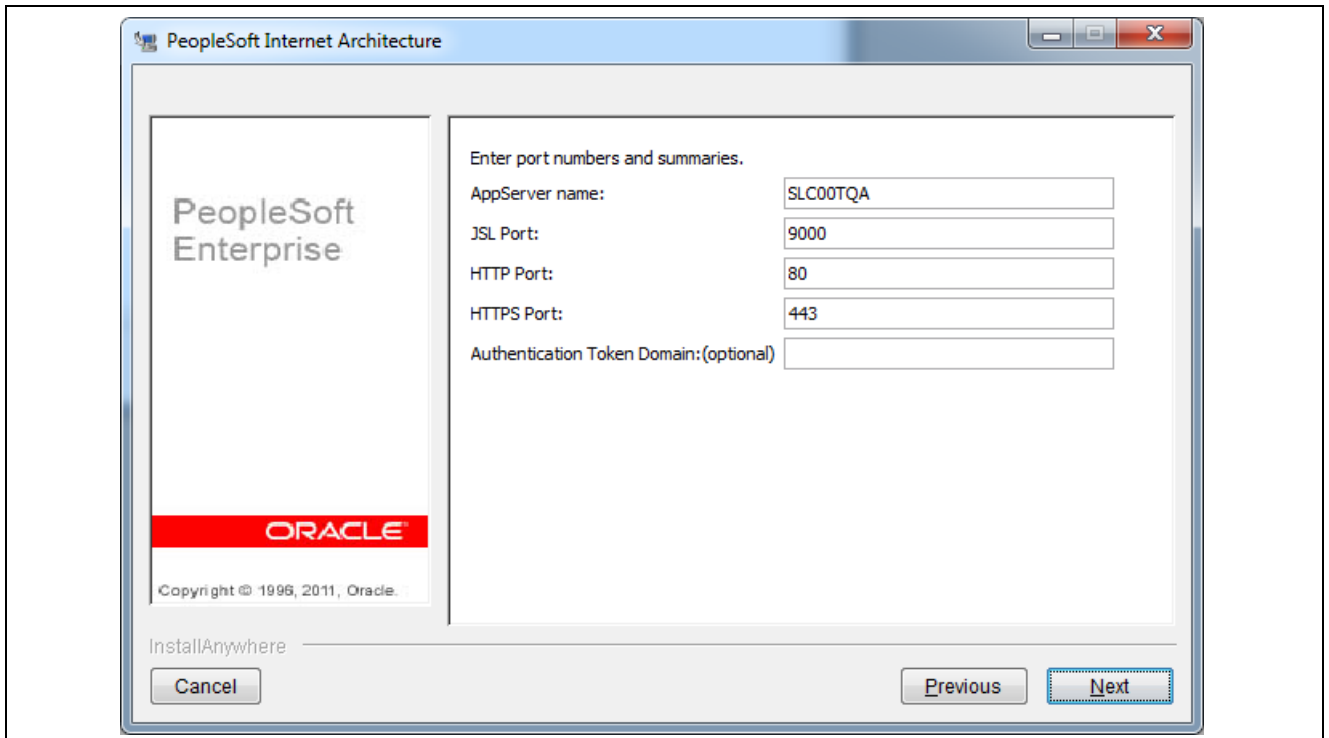 PeopleSoft Internet Architecture
PeopleSoft
Enterprise
ORACLE
Copyright © 1996, 2011, Oracle.
Enter port numbers and summaries.
AppServer name: SLC00TQA
JSL Port: 9000
HTTP Port: 80
HTTPS Port: 443
Authentication Token Domain:(optional)
InstallAnywhere
Cancel Previous Next